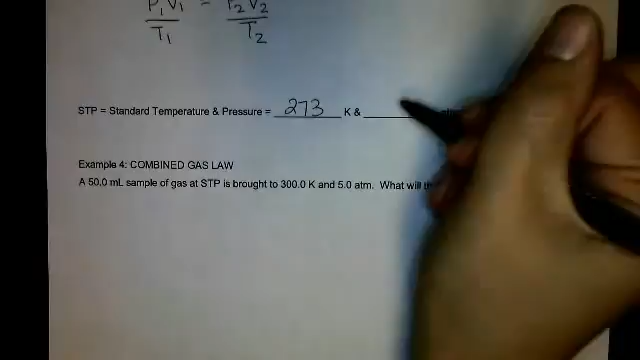 P₁V₁ = P₂V₂
T₁ T₂
STP = Standard Temperature & Pressure = 273 K &
Example 4: COMBINED GAS LAW
A 50.0 mL sample of gas at STP is brought to 300.0 K and 5.0 atm. What will